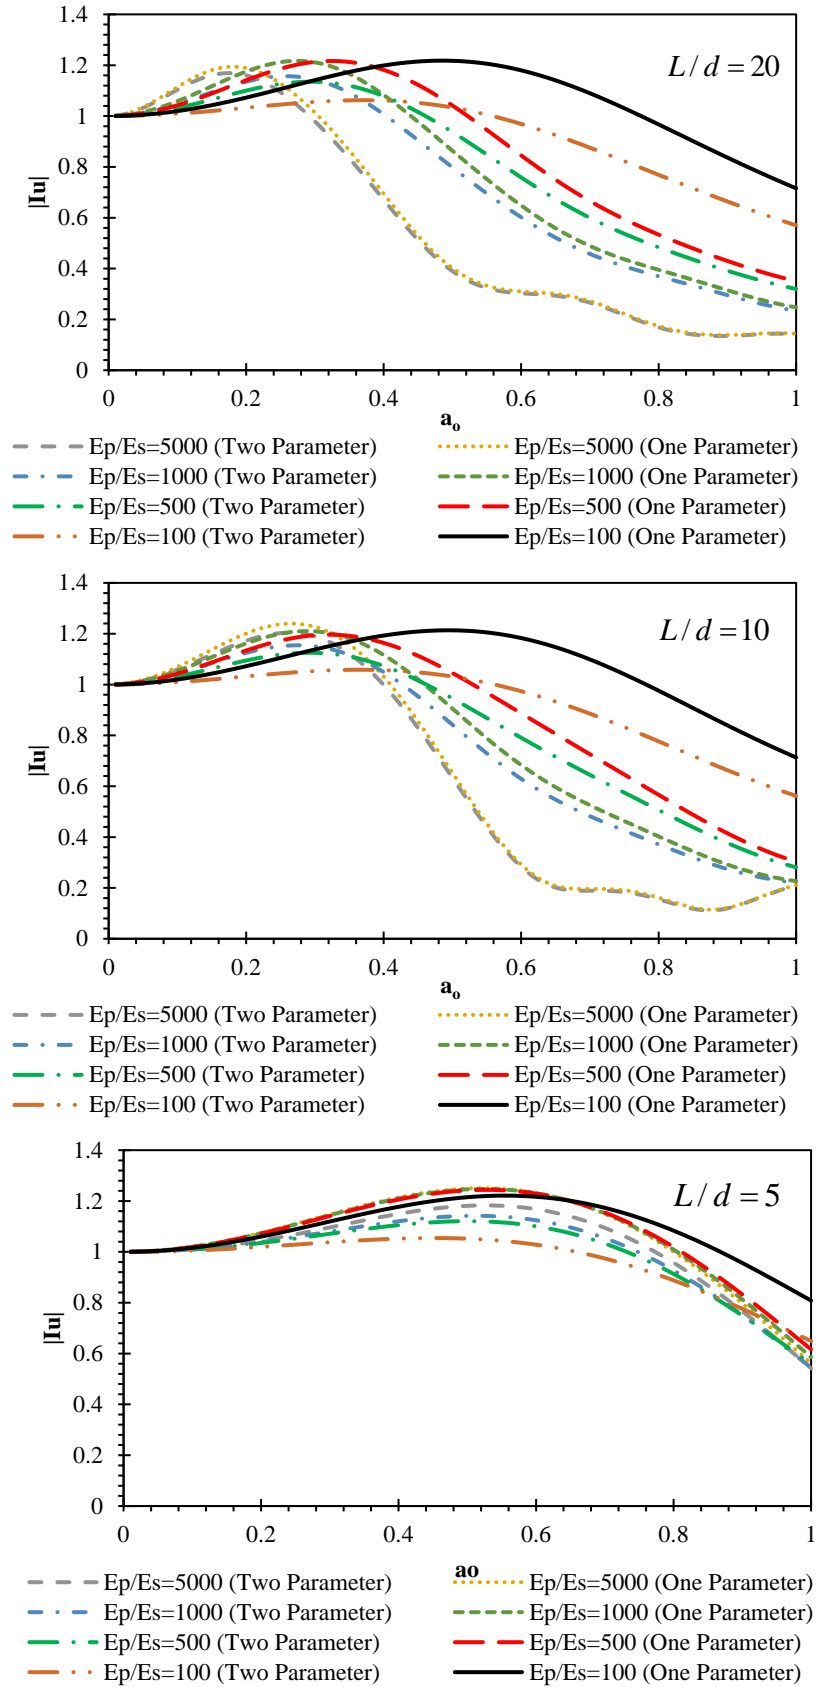 1.4
1.2
1
0.8
0.6
0.4
0.2
0
|Iu|
L/d = 20
0 0.2 0.4 0.6 0.8 1
a_o
Ep/Es=5000 (Two Parameter) Ep/Es=5000 (One Parameter)
Ep/Es=1000 (Two Parameter) Ep/Es=1000 (One Parameter)
Ep/Es=500 (Two Parameter) Ep/Es=500 (One Parameter)
Ep/Es=100 (Two Parameter) Ep/Es=100 (One Parameter)
1.4
1.2
1
0.8
0.6
0.4
0.2
0
|Iu|
L/d = 10
0 0.2 0.4 0.6 0.8 1
a_o
Ep/Es=5000 (Two Parameter) Ep/Es=5000 (One Parameter)
Ep/Es=1000 (Two Parameter) Ep/Es=1000 (One Parameter)
Ep/Es=500 (Two Parameter) Ep/Es=500 (One Parameter)
Ep/Es=100 (Two Parameter) Ep/Es=100 (One Parameter)
1.4
1.2
1
0.8
0.6
0.4
0.2
0
|Iu|
L/d = 5
0 0.2 0.4 0.6 0.8 1
ao
Ep/Es=5000 (Two Parameter) Ep/Es=5000 (One Parameter)
Ep/Es=1000 (Two Parameter) Ep/Es=1000 (One Parameter)
Ep/Es=500 (Two Parameter) Ep/Es=500 (One Parameter)
Ep/Es=100 (Two Parameter) Ep/Es=100 (One Parameter)